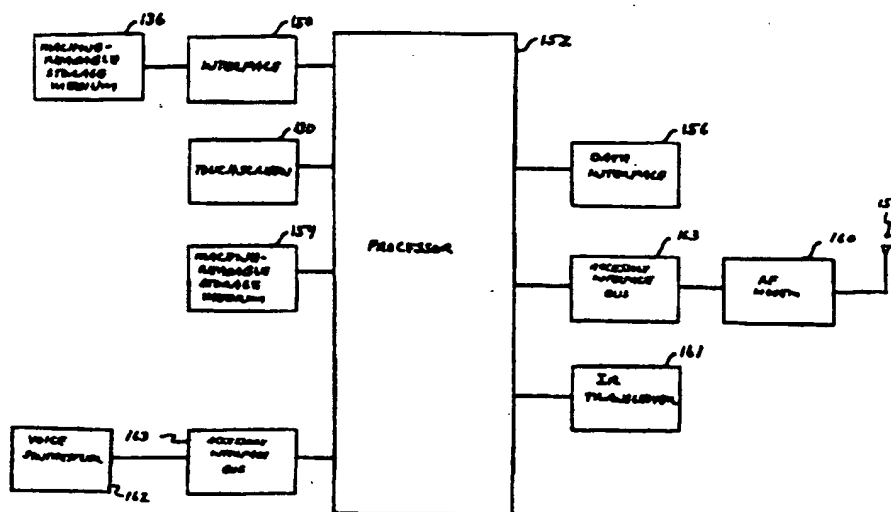 136
MACHINE-
READABLE
STORAGE
MEDIUM
150
INTERFACE
152
130
TOUCHSCREEN
156
DATA
INTERFACE
MACHINE-
READABLE
STORAGE
MEDIUM
PROCESSOR
163
ACCESSORY
INTERFACE
BUS
160
RF
MODEM
161
IR
TRANSCEIVER
VOICE
SYNTHESIZER
162
163
ACCESSORY
INTERFACE
BUS